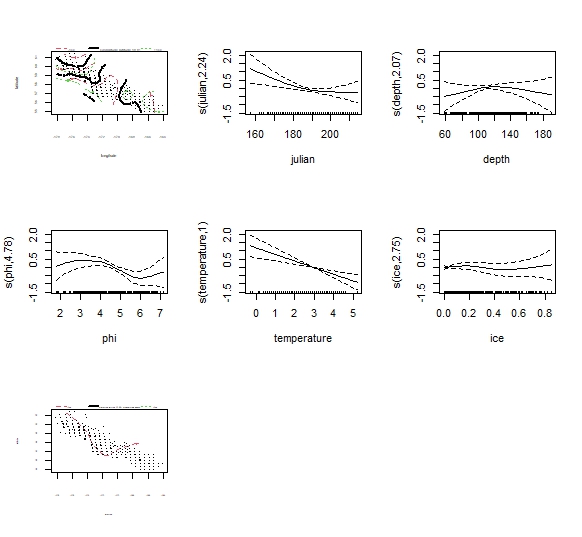 latitude
longitude
s(julian,2.24)
-1.5 0.5 2.0
160 180 200
julian
s(depth,2.07)
-1.5 0.5 2.0
60 100 140 180
depth
s(phi,4.78)
-1.5 0.5 2.0
2 3 4 5 6 7
phi
s(temperature,1)
-1.5 0.5 2.0
0 1 2 3 4 5
temperature
s(ice,2.75)
-1.5 0.5 2.0
0.0 0.2 0.4 0.6 0.8
ice